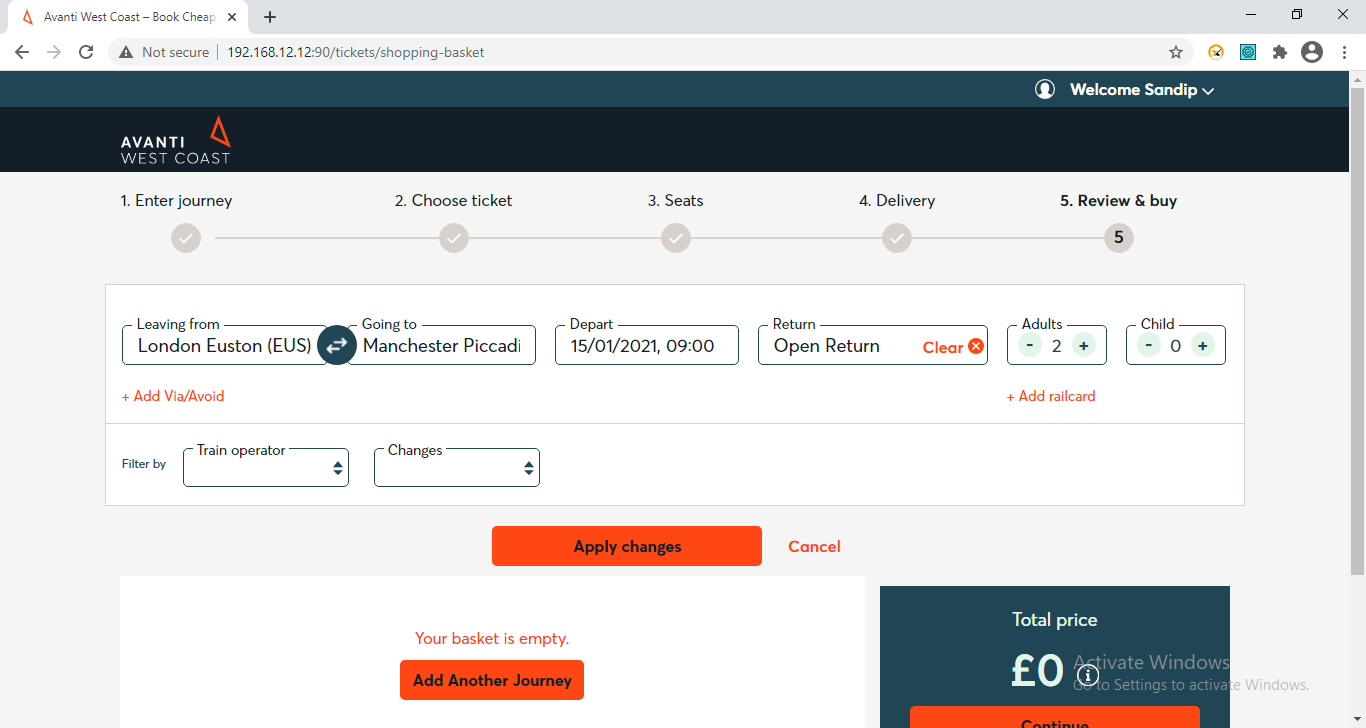 Avanti West Coast – Book Cheap
Not secure
192.168.12.12:90/tickets/shopping-basket
Welcome Sandip
AVANTI
WEST COAST
1. Enter journey
2. Choose ticket
3. Seats
4. Delivery
5. Review & buy
5
Leaving from
London Euston (EUS)
Going to
Manchester Piccadi
Depart
15/01/2021, 09:00
Return
Open Return
Clear
Adults
- 2 +
Child
- 0 +
+ Add Via/Avoid
+ Add railcard
Filter by
Train operator
Changes
Apply changes
Cancel
Your basket is empty.
Add Another Journey
Total price
£0
Activate Windows
Go to Settings to activate Windows.
Continue